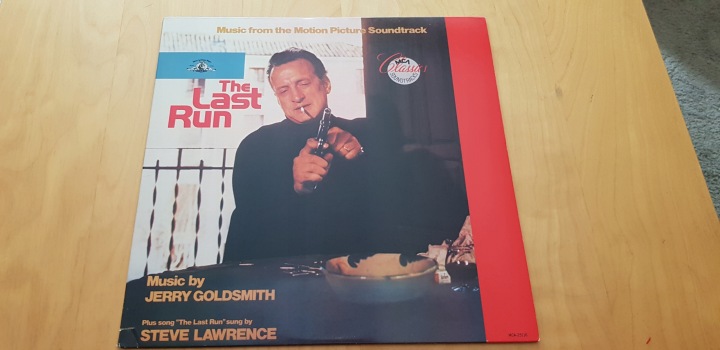 Music from the Motion Picture Soundtrack
MCA
Classics
SOUNDTRACKS
The
Last
Run
Music by
JERRY GOLDSMITH
Plus song "The Last Run" sung by
STEVE LAWRENCE